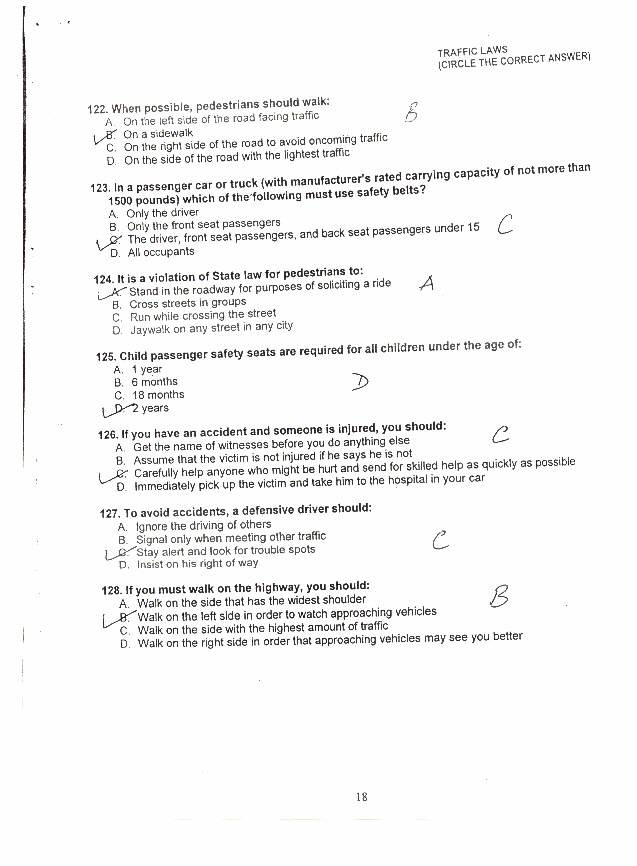 TRAFFIC LAWS
(CIRCLE THE CORRECT ANSWER)
122. When possible, pedestrians should walk:
A. On the left side of the road facing traffic
B
B. On a sidewalk
C. On the right side of the road to avoid oncoming traffic
D. On the side of the road with the lightest traffic
123. In a passenger car or truck (with manufacturer's rated carrying capacity of not more than
1500 pounds) which of the following must use safety belts?
A. Only the driver
B. Only the front seat passengers
C. The driver, front seat passengers, and back seat passengers under 15 C
D. All occupants
124. It is a violation of State law for pedestrians to:
A. Stand in the roadway for purposes of soliciting a ride A
B. Cross streets in groups
C. Run while crossing the street
D. Jaywalk on any street in any city
125. Child passenger safety seats are required for all children under the age of:
A. 1 year
B. 6 months D
C. 18 months
D. 2 years
126. If you have an accident and someone is injured, you should:
A. Get the name of witnesses before you do anything else C
B. Assume that the victim is not injured if he says he is not
C. Carefully help anyone who might be hurt and send for skilled help as quickly as possible
D. Immediately pick up the victim and take him to the hospital in your car
127. To avoid accidents, a defensive driver should:
A. Ignore the driving of others
B. Signal only when meeting other traffic C
C. Stay alert and look for trouble spots
D. Insist on his right of way
128. If you must walk on the highway, you should:
A. Walk on the side that has the widest shoulder B
B. Walk on the left side in order to watch approaching vehicles
C. Walk on the side with the highest amount of traffic
D. Walk on the right side in order that approaching vehicles may see you better
18